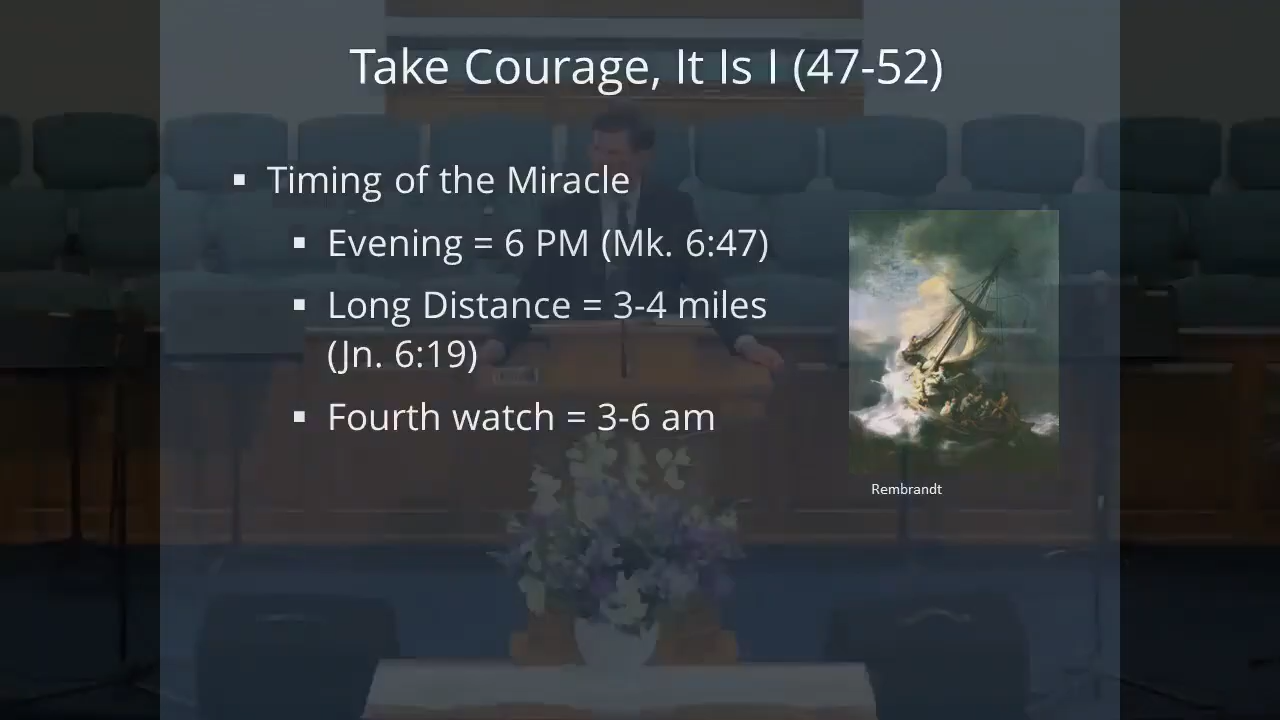 Take Courage, It Is I (47-52)
▪ Timing of the Miracle
▪ Evening = 6 PM (Mk. 6:47)
▪ Long Distance = 3-4 miles
(Jn. 6:19)
▪ Fourth watch = 3-6 am
Rembrandt